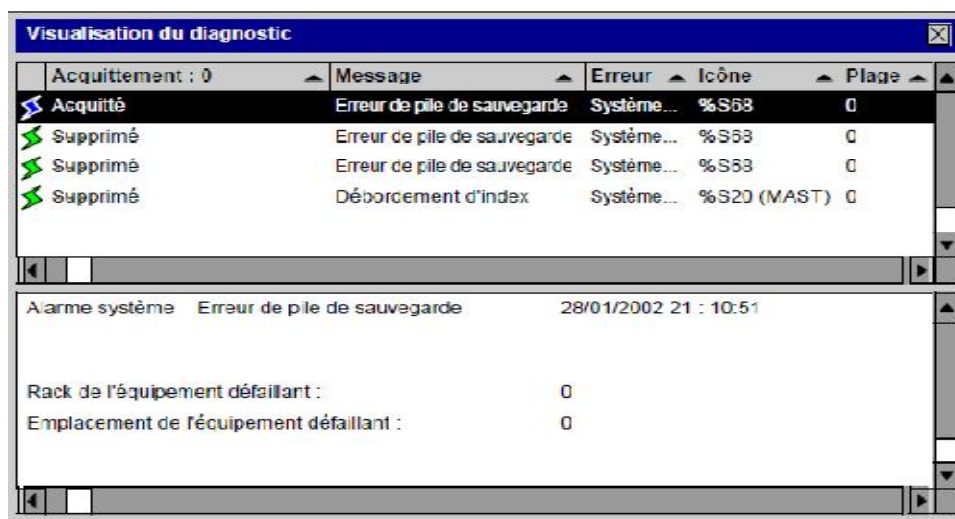 Visualisation du diagnostic
Acquittement : 0 Message Erreur Icône Plage
Acquitté Erreur de pile de sauvegarde Système... %S68 0
Supprimé Erreur de pile de sauvegarde Système... %S68 0
Supprimé Erreur de pile de sauvegarde Système... %S68 0
Supprimé Débordement d'index Système... %S20 (MAST) 0
Alarme système Erreur de pile de sauvegarde 28/01/2002 21 : 10:51
Rack de l'équipement défaillant : 0
Emplacement de l'équipement défaillant : 0